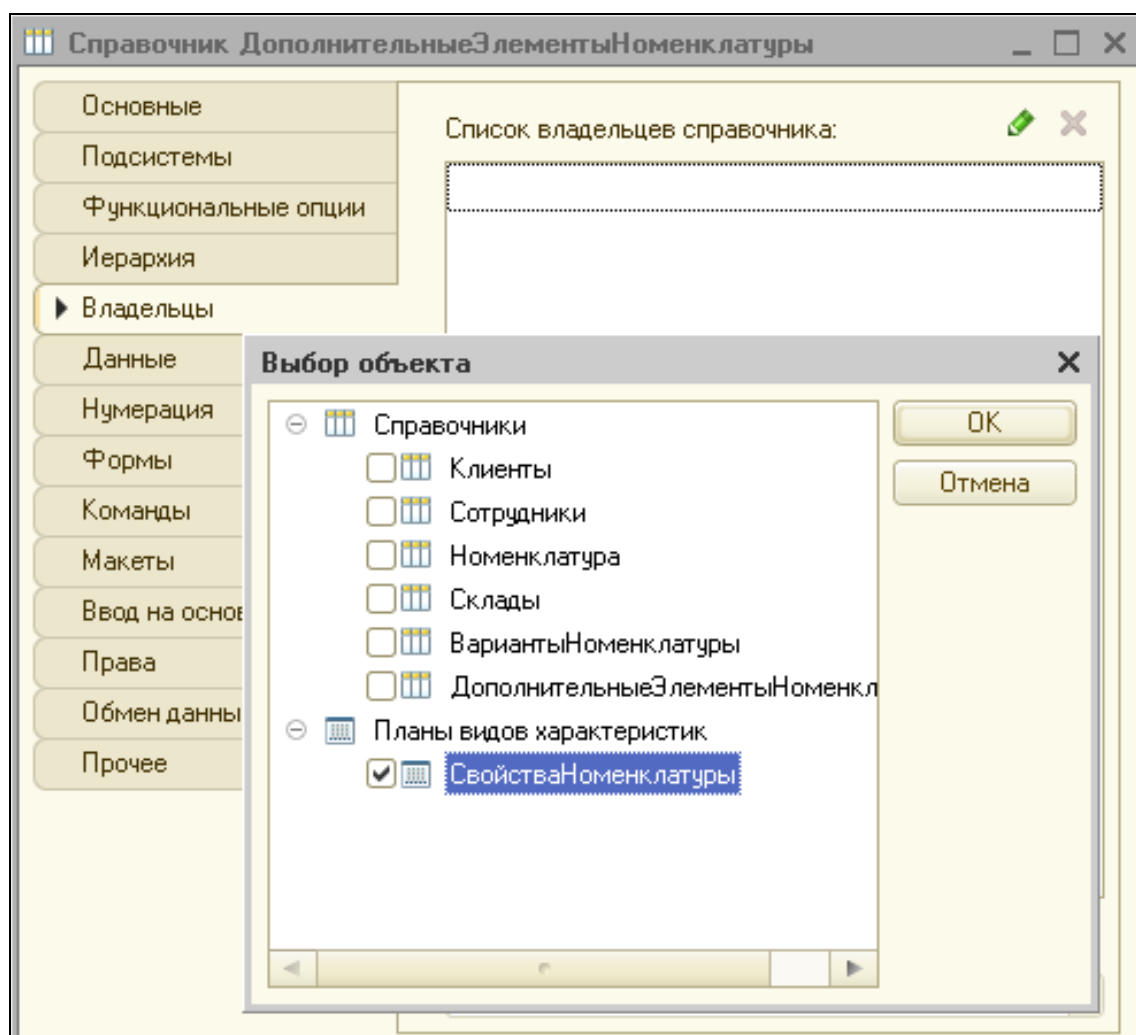 Справочник ДополнительныеЭлементыНоменклатуры
Основные
Подсистемы
Функциональные опции
Иерархия
Владельцы
Данные
Нумерация
Формы
Команды
Макеты
Ввод на основ
Права
Обмен данны
Прочее
Список владельцев справочника:
Выбор объекта
Справочники
Клиенты
Сотрудники
Номенклатура
Склады
ВариантыНоменклатуры
ДополнительныеЭлементыНоменкл
Планы видов характеристик
СвойстваНоменклатуры
ОК
Отмена